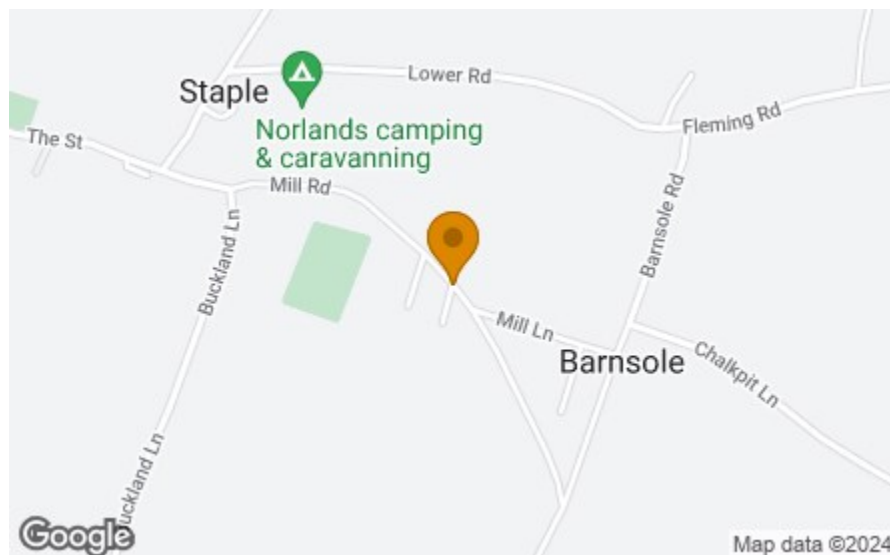 Lower Rd
Staple
Fleming Rd
Norlands camping
& caravanning
The St
Mill Rd
Barnsole Rd
Buckland Ln
Mill Ln
Barnsole
Chalkpit Ln
Buckland Ln
Google
Map data ©2024